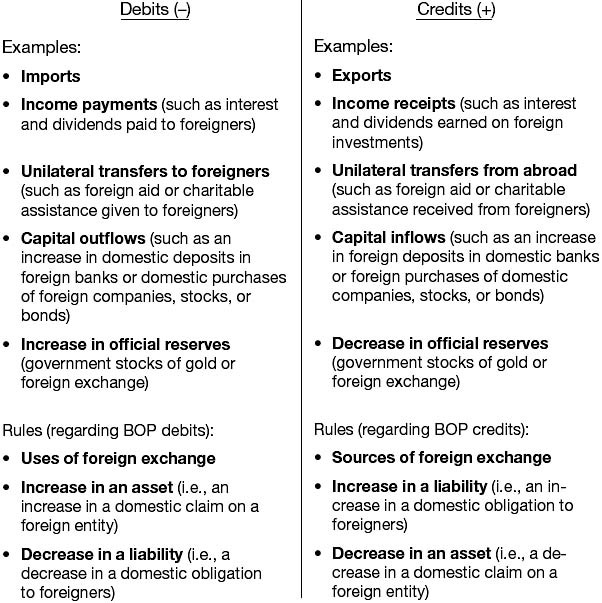 Debits (–)
Examples:
• Imports
• Income payments (such as interest
and dividends paid to foreigners)
• Unilateral transfers to foreigners
(such as foreign aid or charitable
assistance given to foreigners)
• Capital outflows (such as an
increase in domestic deposits in
foreign banks or domestic purchases
of foreign companies, stocks, or
bonds)
• Increase in official reserves
(government stocks of gold or
foreign exchange)
Rules (regarding BOP debits):
• Uses of foreign exchange
• Increase in an asset (i.e., an
increase in a domestic claim on a
foreign entity)
• Decrease in a liability (i.e., a
decrease in a domestic obligation
to foreigners)
Credits (+)
Examples:
• Exports
• Income receipts (such as interest
and dividends earned on foreign
investments)
• Unilateral transfers from abroad
(such as foreign aid or charitable
assistance received from foreigners)
• Capital inflows (such as an increase
in foreign deposits in domestic banks
or foreign purchases of domestic
companies, stocks, or bonds)
• Decrease in official reserves
(government stocks of gold or
foreign exchange)
Rules (regarding BOP credits):
• Sources of foreign exchange
• Increase in a liability (i.e., an in-
crease in a domestic obligation to
foreigners)
• Decrease in an asset (i.e., a de-
crease in a domestic claim on a
foreign entity)